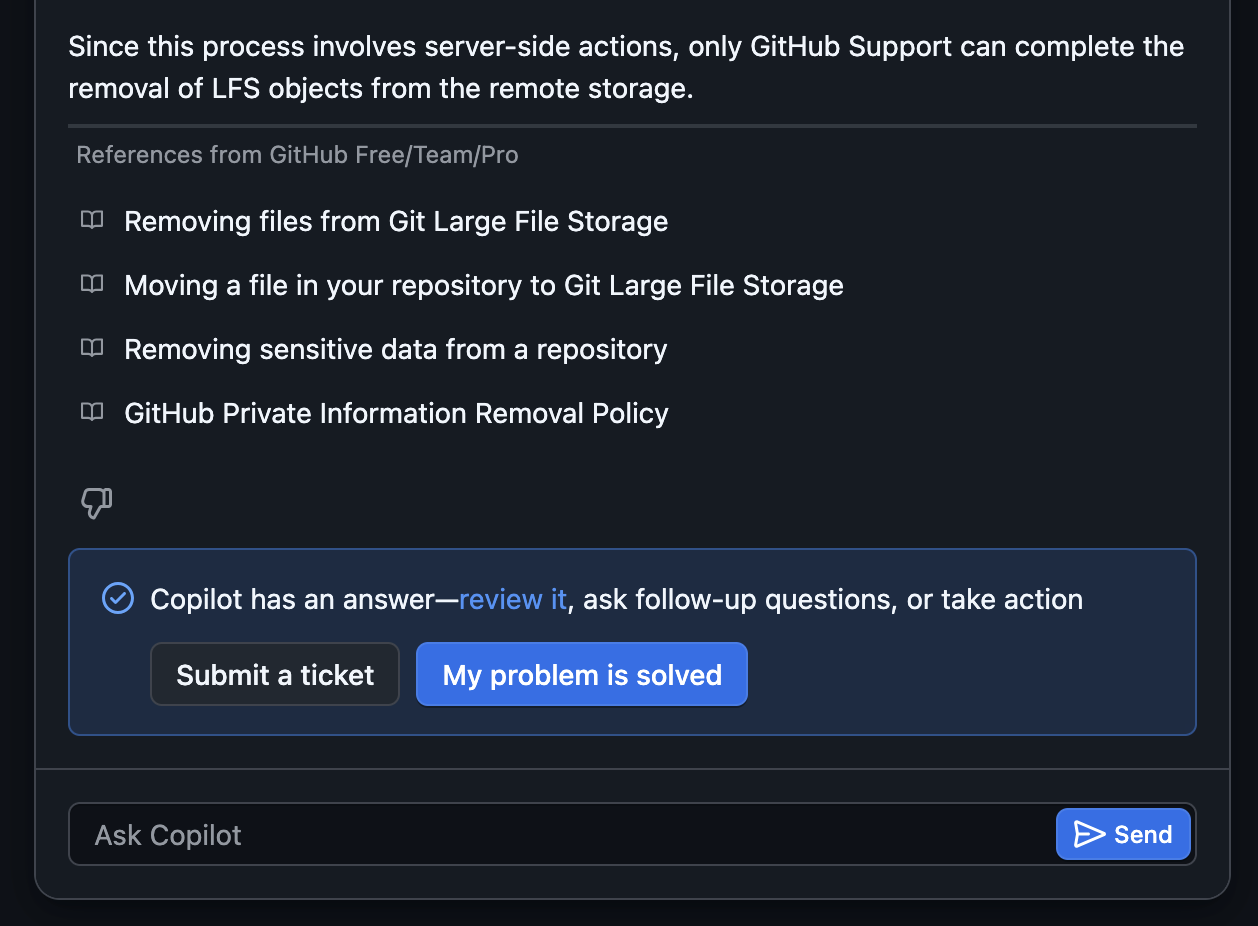 Since this process involves server-side actions, only GitHub Support can complete the
removal of LFS objects from the remote storage.
References from GitHub Free/Team/Pro
Removing files from Git Large File Storage
Moving a file in your repository to Git Large File Storage
Removing sensitive data from a repository
GitHub Private Information Removal Policy
Copilot has an answer—review it, ask follow-up questions, or take action
Submit a ticket
My problem is solved
Ask Copilot
Send